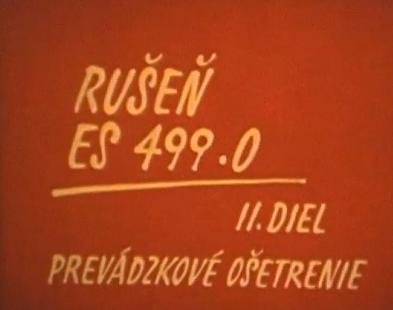 RUŠEŇ
ES 499.0
II. DIEL
PREVÁDZKOVÉ OŠETRENIE